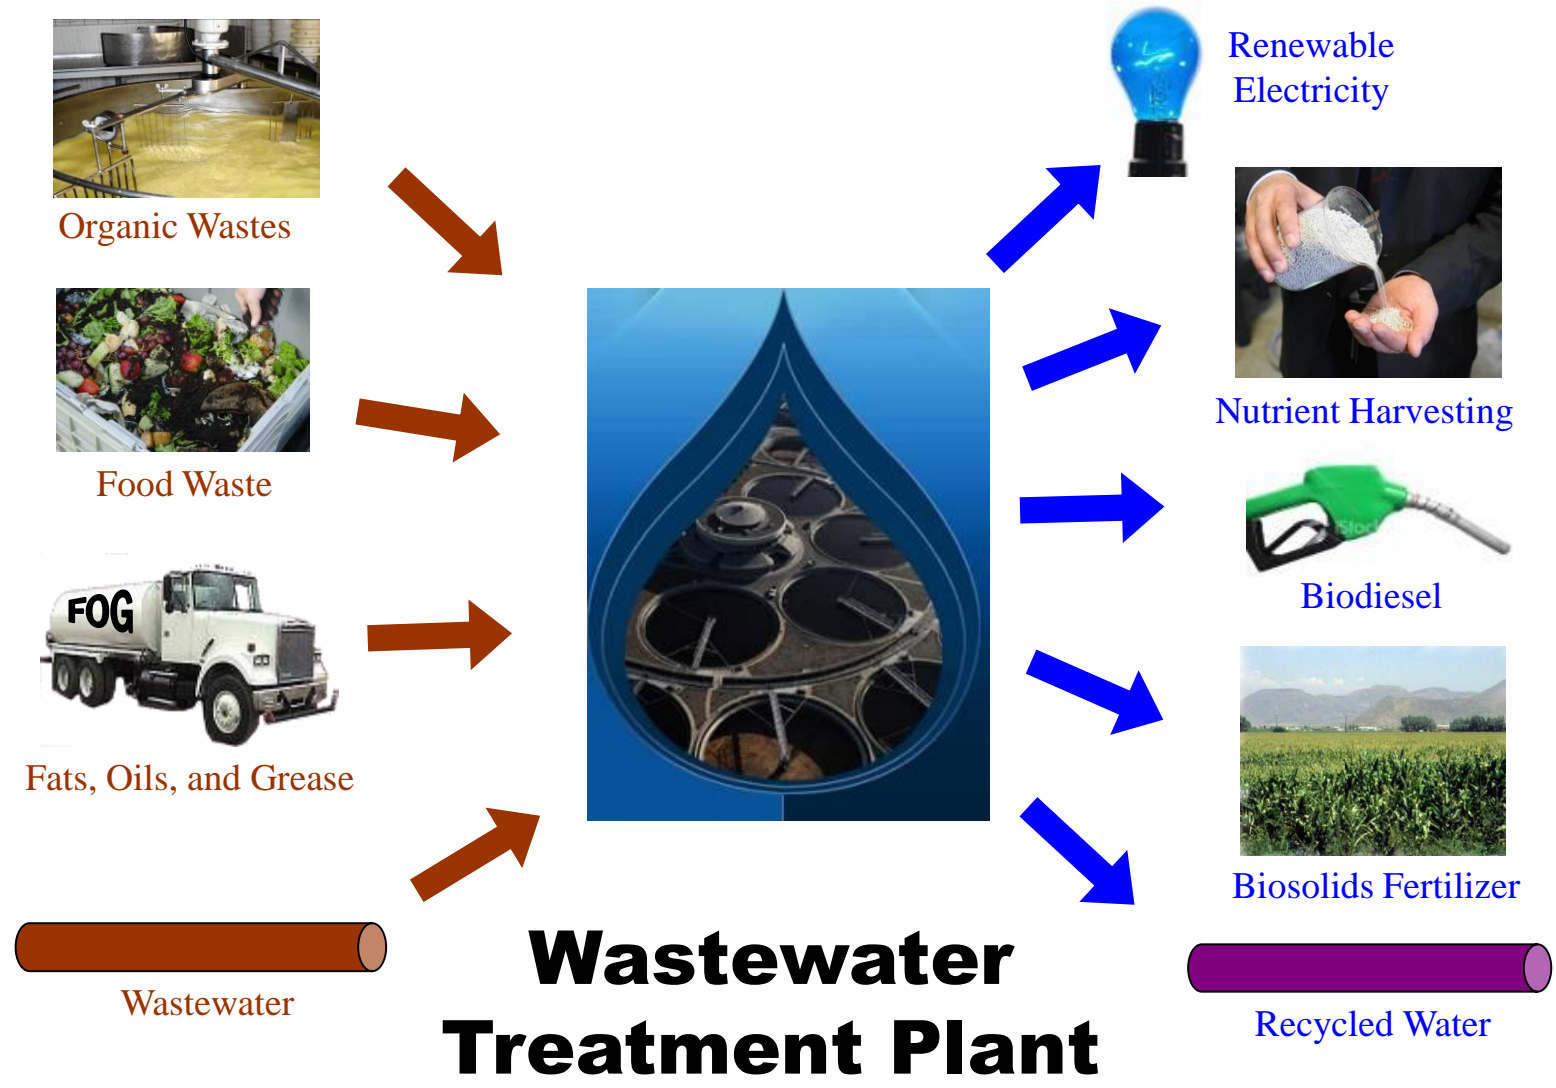 Organic Wastes
Food Waste
FOG
Fats, Oils, and Grease
Wastewater
Wastewater
Treatment Plant
Renewable
Electricity
Nutrient Harvesting
iStock
Biodiesel
Biosolids Fertilizer
Recycled Water